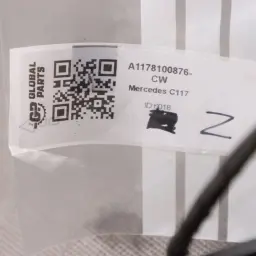 GLOBAL
PARTS
A1178100876-
CW
Mercedes C117
Z